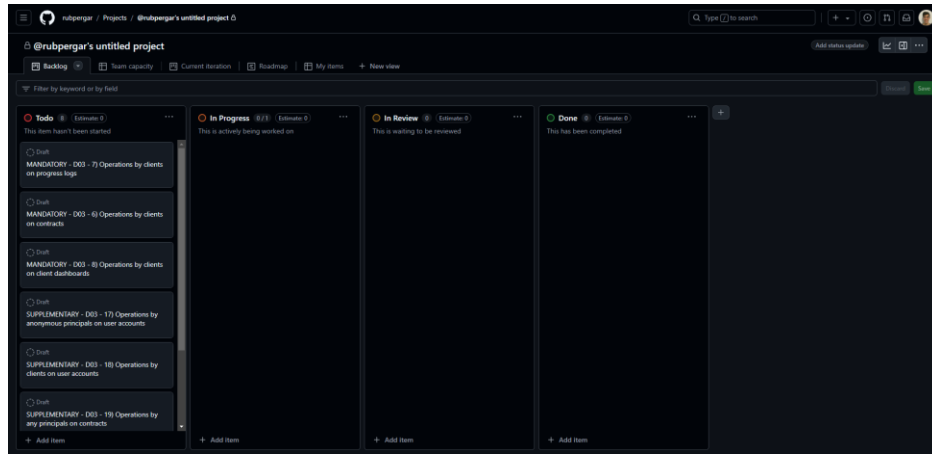 rubpergar / Projects / @rubpergar's untitled project
Type / to search
@rubpergar's untitled project
Add status update
Backlog
Team capacity
Current iteration
Roadmap
My items
+ New view
Filter by keyword or by field
Discard
Save
Todo 8 Estimate: 0
This item hasn't been started
Draft
MANDATORY - D03 - 7) Operations by clients
on progress logs
Draft
MANDATORY - D03 - 6) Operations by clients
on contracts
Draft
MANDATORY - D03 - 8) Operations by clients
on client dashboards
Draft
SUPPLEMENTARY - D03 - 17) Operations by
anonymous principals on user accounts
Draft
SUPPLEMENTARY - D03 - 18) Operations by
clients on user accounts
Draft
SUPPLEMENTARY - D03 - 19) Operations by
any principals on contracts
+ Add item
In Progress 0 / 3 Estimate: 0
This is actively being worked on
+ Add item
In Review 0 Estimate: 0
This is waiting to be reviewed
+ Add item
Done 0 Estimate: 0
This has been completed
+ Add item